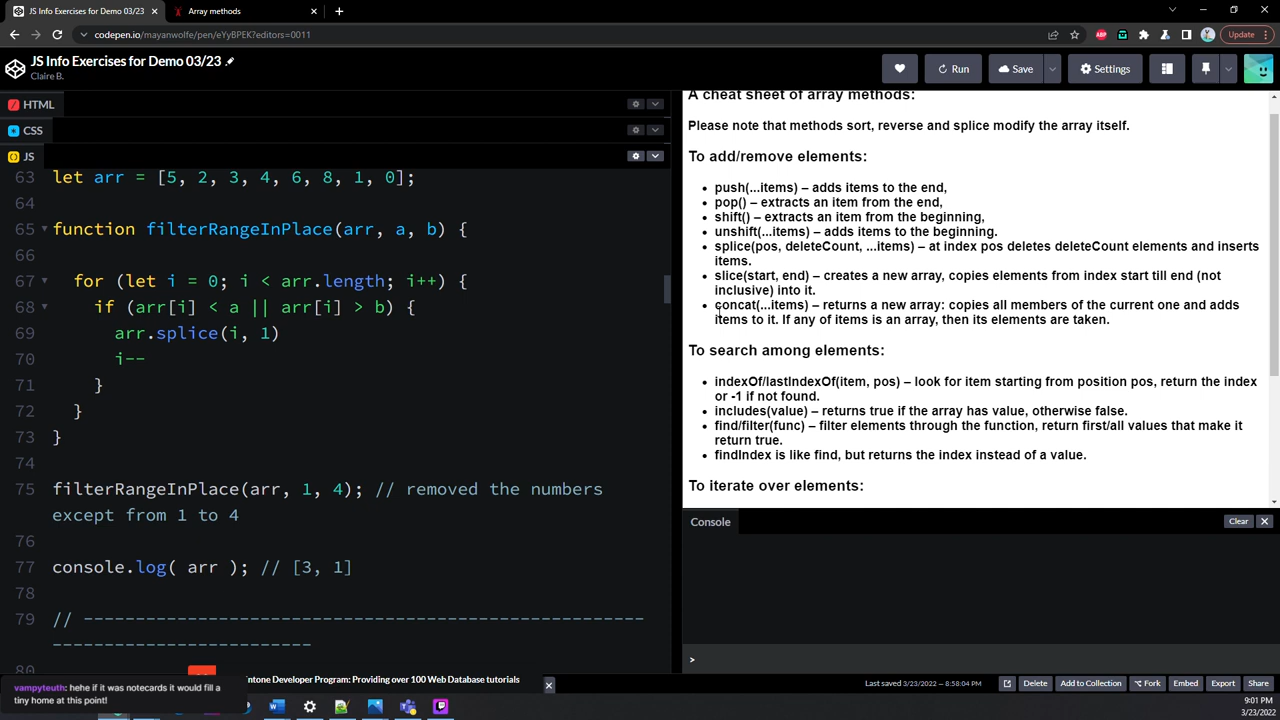 JS Info Exercises for Demo 03/23
Array methods
codepen.io/mayanwolfe/pen/eYyBPEK?editors=0011
ABP
Update
JS Info Exercises for Demo 03/23
Claire B.
Run
Save
Settings
HTML
CSS
JS
63 let arr = [5, 2, 3, 4, 6, 8, 1, 0];
64
65 function filterRangeInPlace(arr, a, b) {
66
67 for (let i = 0; i < arr.length; i++) {
68 if (arr[i] < a || arr[i] > b) {
69 arr.splice(i, 1)
70 i--
71 }
72 }
73 }
74
75 filterRangeInPlace(arr, 1, 4); // removed the numbers
except from 1 to 4
76
77 console.log( arr ); // [3, 1]
78
79 // ------------------------------------------------------
-------------------------
80
A cheat sheet of array methods:
Please note that methods sort, reverse and splice modify the array itself.
To add/remove elements:
• push(...items) – adds items to the end,
• pop() – extracts an item from the end,
• shift() – extracts an item from the beginning,
• unshift(...items) – adds items to the beginning.
• splice(pos, deleteCount, ...items) – at index pos deletes deleteCount elements and inserts
items.
• slice(start, end) – creates a new array, copies elements from index start till end (not
inclusive) into it.
• concat(...items) – returns a new array: copies all members of the current one and adds
items to it. If any of items is an array, then its elements are taken.
To search among elements:
• indexOf/lastIndexOf(item, pos) – look for item starting from position pos, return the index
or -1 if not found.
• includes(value) – returns true if the array has value, otherwise false.
• find/filter(func) – filter elements through the function, return first/all values that make it
return true.
• findIndex is like find, but returns the index instead of a value.
To iterate over elements:
Console
Clear
>
intone Developer Program: Providing over 100 Web Database tutorials
vampyteuth: hehe if it was notecards it would fill a
tiny home at this point!
Last saved 3/23/2022 – 8:58:04 PM
Delete
Add to Collection
Fork
Embed
Export
Share
9:01 PM
3/23/2022